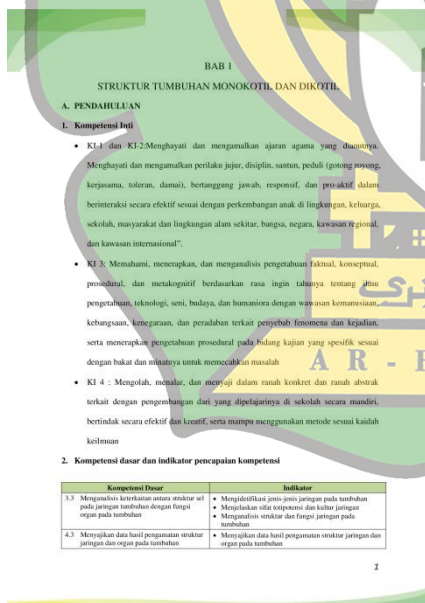 BAB 1
STRUKTUR TUMBUHAN MONOKOTIL DAN DIKOTIL
A. PENDAHULUAN
1. Kompetensi Inti
• KI-1 dan KI-2:Menghayati dan mengamalkan ajaran agama yang dianutnya.
Menghayati dan mengamalkan perilaku jujur, disiplin, santun, peduli (gotong royong,
kerjasama, toleran, damai), bertanggung jawab, responsif, dan pro-aktif dalam
berinteraksi secara efektif sesuai dengan perkembangan anak di lingkungan, keluarga,
sekolah, masyarakat dan lingkungan alam sekitar, bangsa, negara, kawasan regional,
dan kawasan internasional”.
• KI 3: Memahami, menerapkan, dan menganalisis pengetahuan faktual, konseptual,
prosedural, dan metakognitif berdasarkan rasa ingin tahunya tentang ilmu
pengetahuan, teknologi, seni, budaya, dan humaniora dengan wawasan kemanusiaan,
kebangsaan, kenegaraan, dan peradaban terkait penyebab fenomena dan kejadian,
serta menerapkan pengetahuan prosedural pada bidang kajian yang spesifik sesuai
dengan bakat dan minatnya untuk memecahkan masalah
A R - R
• KI 4 : Mengolah, menalar, dan menyaji dalam ranah konkret dan ranah abstrak
terkait dengan pengembangan dari yang dipelajarinya di sekolah secara mandiri,
bertindak secara efektif dan kreatif, serta mampu menggunakan metode sesuai kaidah
keilmuan
2. Kompetensi dasar dan indikator pencapaian kompetensi
Kompetensi Dasar
Indikator
3.3 Menganalisis keterkaitan antara struktur sel
pada jaringan tumbuhan dengan fungsi
organ pada tumbuhan
• Mengidetifikasi jenis-jenis jaringan pada tumbuhan
• Menjelaskan sifat totipotensi dan kultur jaringan
• Menganalisis struktur dan fungsi jaringan pada
tumbuhan
4.3 Menyajikan data hasil pengamatan struktur
jaringan dan organ pada tumbuhan
• Menyajikan data hasil pengamatan struktur jaringan dan
organ pada tumbuhan
1